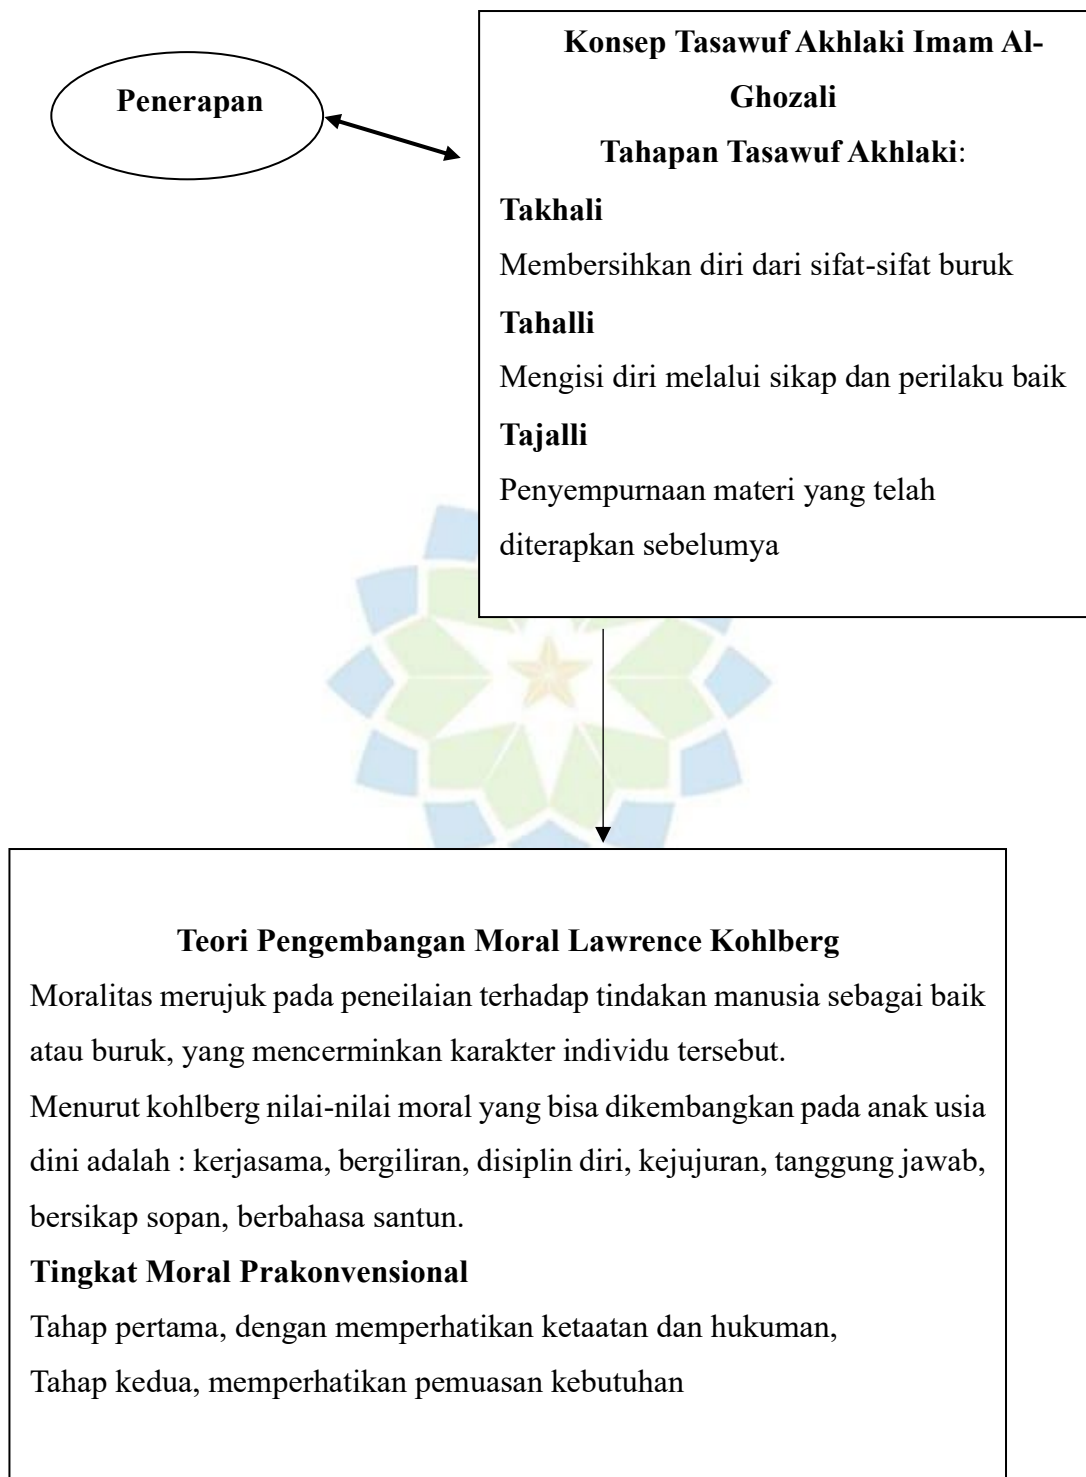 Penerapan
Konsep Tasawuf Akhlaki Imam Al-
Ghozali
Tahapan Tasawuf Akhlaki:
Takhali
Membersihkan diri dari sifat-sifat buruk
Tahalli
Mengisi diri melalui sikap dan perilaku baik
Tajalli
Penyempurnaan materi yang telah
diterapkan sebelumya
Teori Pengembangan Moral Lawrence Kohlberg
Moralitas merujuk pada peneilaian terhadap tindakan manusia sebagai baik
atau buruk, yang mencerminkan karakter individu tersebut.
Menurut kohlberg nilai-nilai moral yang bisa dikembangkan pada anak usia
dini adalah : kerjasama, bergiliran, disiplin diri, kejujuran, tanggung jawab,
bersikap sopan, berbahasa santun.
Tingkat Moral Prakonvensional
Tahap pertama, dengan memperhatikan ketaatan dan hukuman,
Tahap kedua, memperhatikan pemuasan kebutuhan